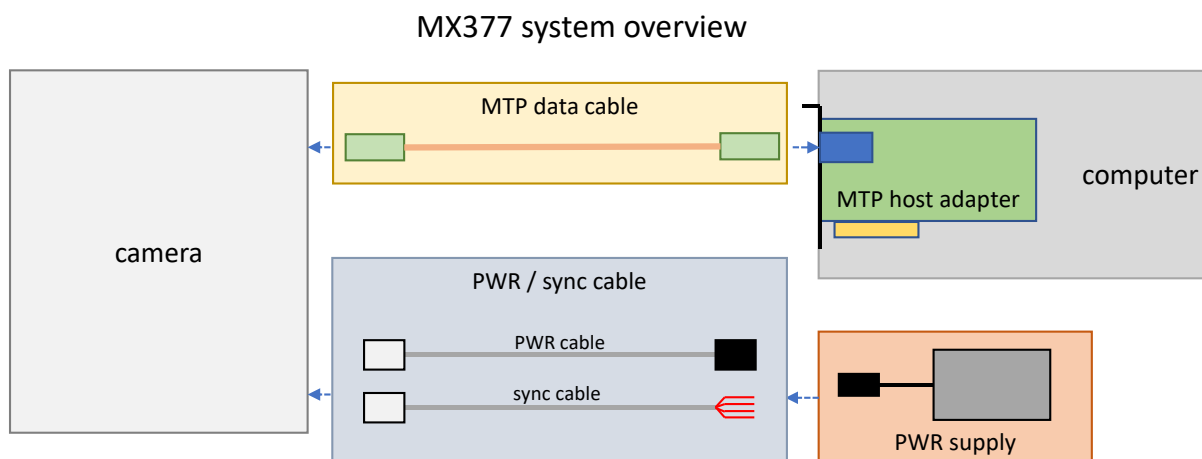 MX377 system overview
MTP data cable
computer
MTP host adapter
camera
PWR / sync cable
PWR cable
sync cable
PWR supply